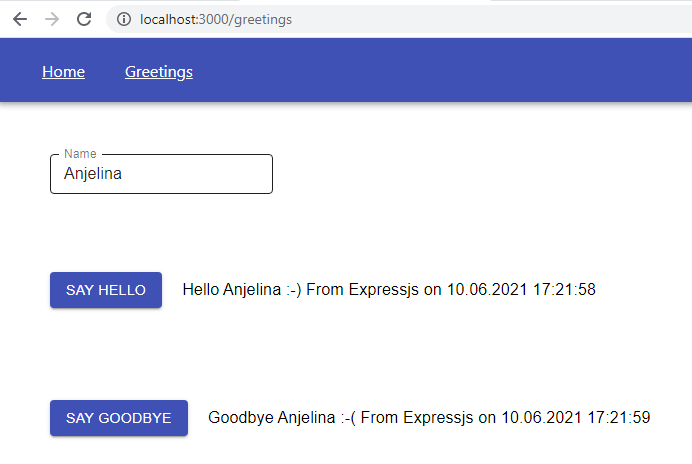 localhost:3000/greetings
Home Greetings
Name
Anjelina
SAY HELLO Hello Anjelina :-) From Expressjs on 10.06.2021 17:21:58
SAY GOODBYE Goodbye Anjelina :-( From Expressjs on 10.06.2021 17:21:59